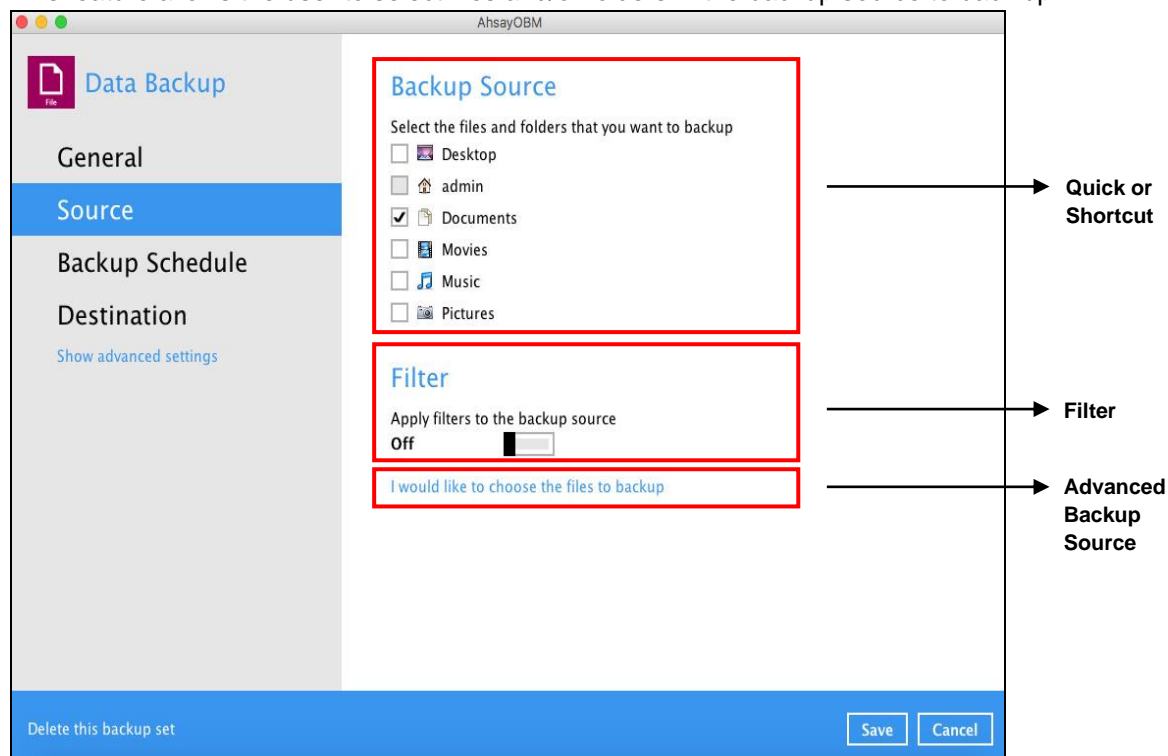 AhsayOBM
File
Data Backup
General
Source
Backup Schedule
Destination
Show advanced settings
Backup Source
Select the files and folders that you want to backup
Desktop
admin
Documents
Movies
Music
Pictures
Filter
Apply filters to the backup source
Off
I would like to choose the files to backup
Quick or
Shortcut
Filter
Advanced
Backup
Source
Delete this backup set
Save
Cancel